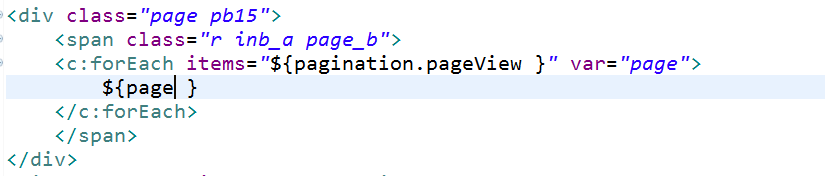 <div class="page pb15">
<span class="r inb_a page_b">
<c:forEach items="${pagination.pageView }" var="page">
${page }
</c:forEach>
</span>
</div>